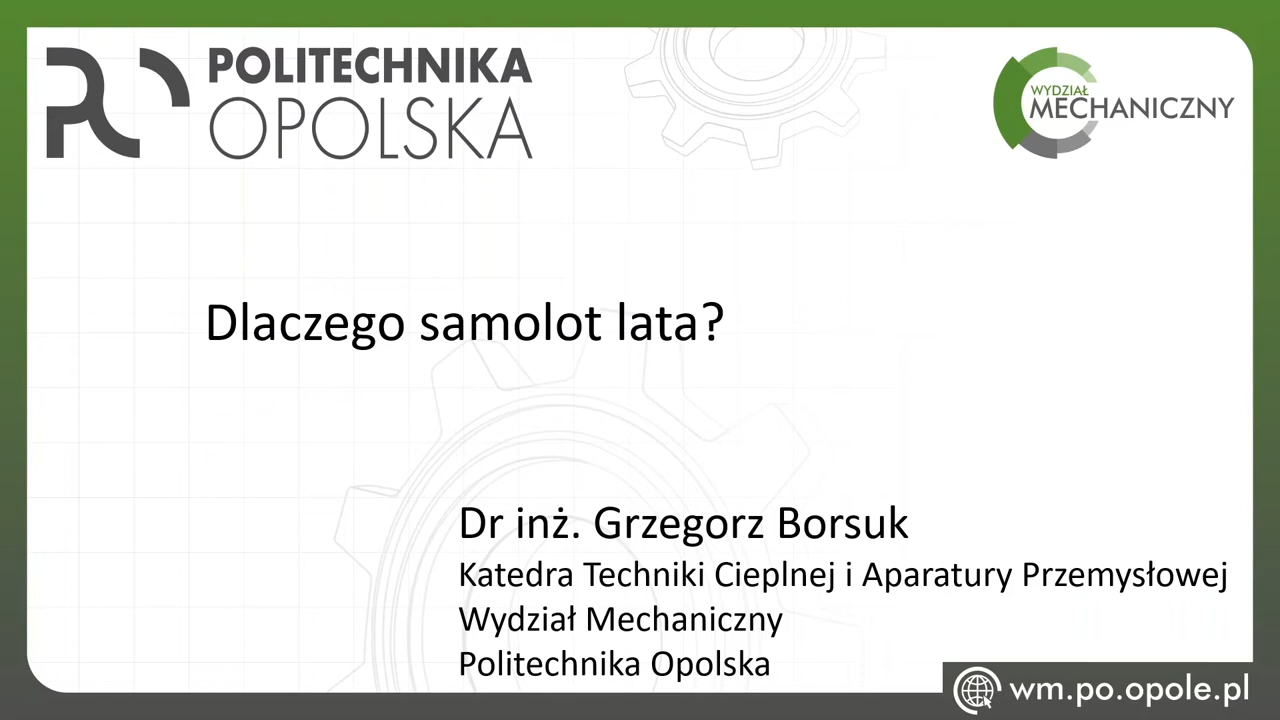 POLITECHNIKA
OPOLSKA
WYDZIAŁ
MECHANICZNY
Dlaczego samolot lata?
Dr inż. Grzegorz Borsuk
Katedra Techniki Cieplnej i Aparatury Przemysłowej
Wydział Mechaniczny
Politechnika Opolska
wm.po.opole.pl